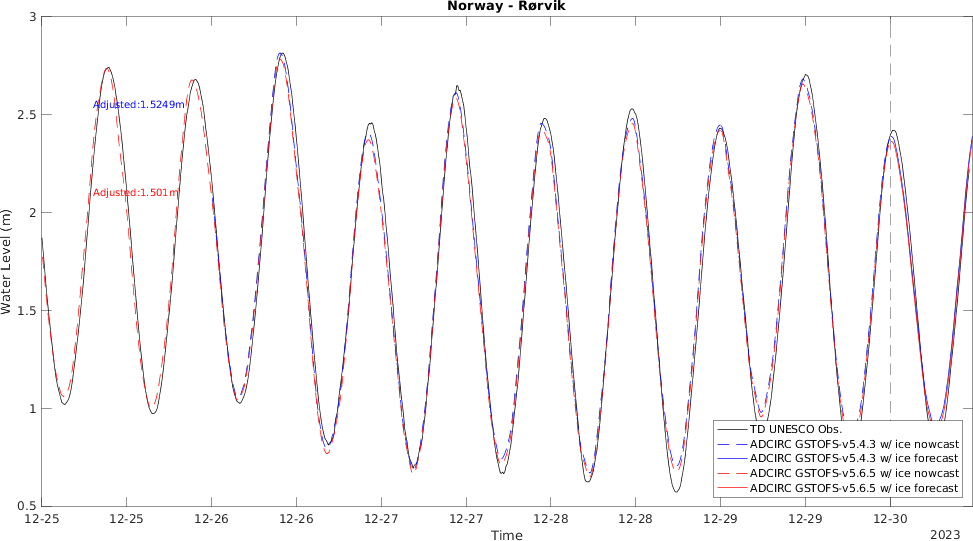 Norway - Rørvik
3
2.5
2
1.5
1
0.5
Water Level (m)
Adjusted:1.5249m
Adjusted:1.501m
TD UNESCO Obs.
ADCIRC GSTOFS-v5.4.3 w/ ice nowcast
ADCIRC GSTOFS-v5.4.3 w/ ice forecast
ADCIRC GSTOFS-v5.6.5 w/ ice nowcast
ADCIRC GSTOFS-v5.6.5 w/ ice forecast
12-25 12-25 12-26 12-26 12-27 12-27 12-28 12-28 12-29 12-29 12-30
Time
2023